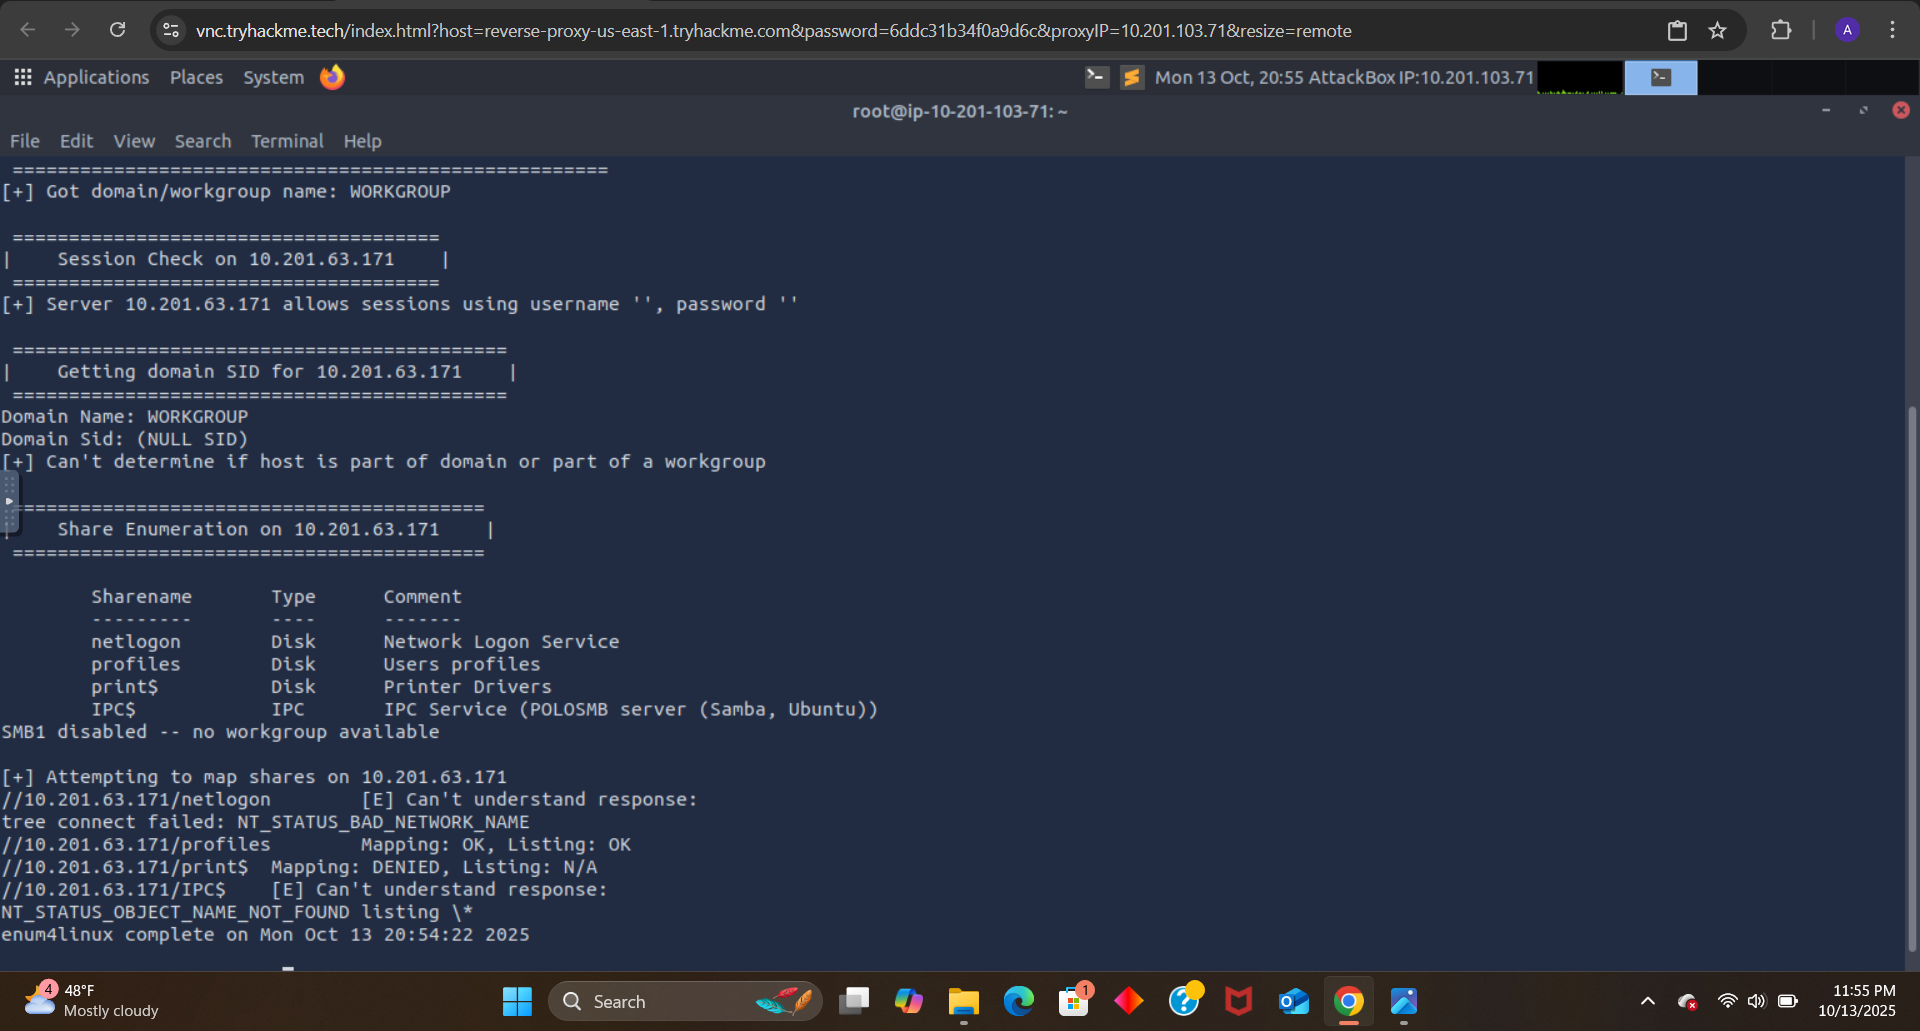 vnc.tryhackme.tech/index.html?host=reverse-proxy-us-east-1.tryhackme.com&password=6ddc31b34f0a9d6c&proxyIP=10.201.103.71&resize=remote
A
Applications Places System
Mon 13 Oct, 20:55 AttackBox IP:10.201.103.71
root@ip-10-201-103-71: ~
File Edit View Search Terminal Help
=====================================================
[+] Got domain/workgroup name: WORKGROUP
======================================
|    Session Check on 10.201.63.171    |
======================================
[+] Server 10.201.63.171 allows sessions using username '', password ''
============================================
|    Getting domain SID for 10.201.63.171    |
============================================
Domain Name: WORKGROUP
Domain Sid: (NULL SID)
[+] Can't determine if host is part of domain or part of a workgroup
==========================================
|    Share Enumeration on 10.201.63.171    |
==========================================
Sharename       Type      Comment
---------       ----      -------
netlogon        Disk      Network Logon Service
profiles        Disk      Users profiles
print$          Disk      Printer Drivers
IPC$            IPC       IPC Service (POLOSMB server (Samba, Ubuntu))
SMB1 disabled -- no workgroup available
[+] Attempting to map shares on 10.201.63.171
//10.201.63.171/netlogon        [E] Can't understand response:
tree connect failed: NT_STATUS_BAD_NETWORK_NAME
//10.201.63.171/profiles        Mapping: OK, Listing: OK
//10.201.63.171/print$  Mapping: DENIED, Listing: N/A
//10.201.63.171/IPC$    [E] Can't understand response:
NT_STATUS_OBJECT_NAME_NOT_FOUND listing \*
enum4linux complete on Mon Oct 13 20:54:22 2025
4
48°F
Mostly cloudy
Search
1
11:55 PM
10/13/2025